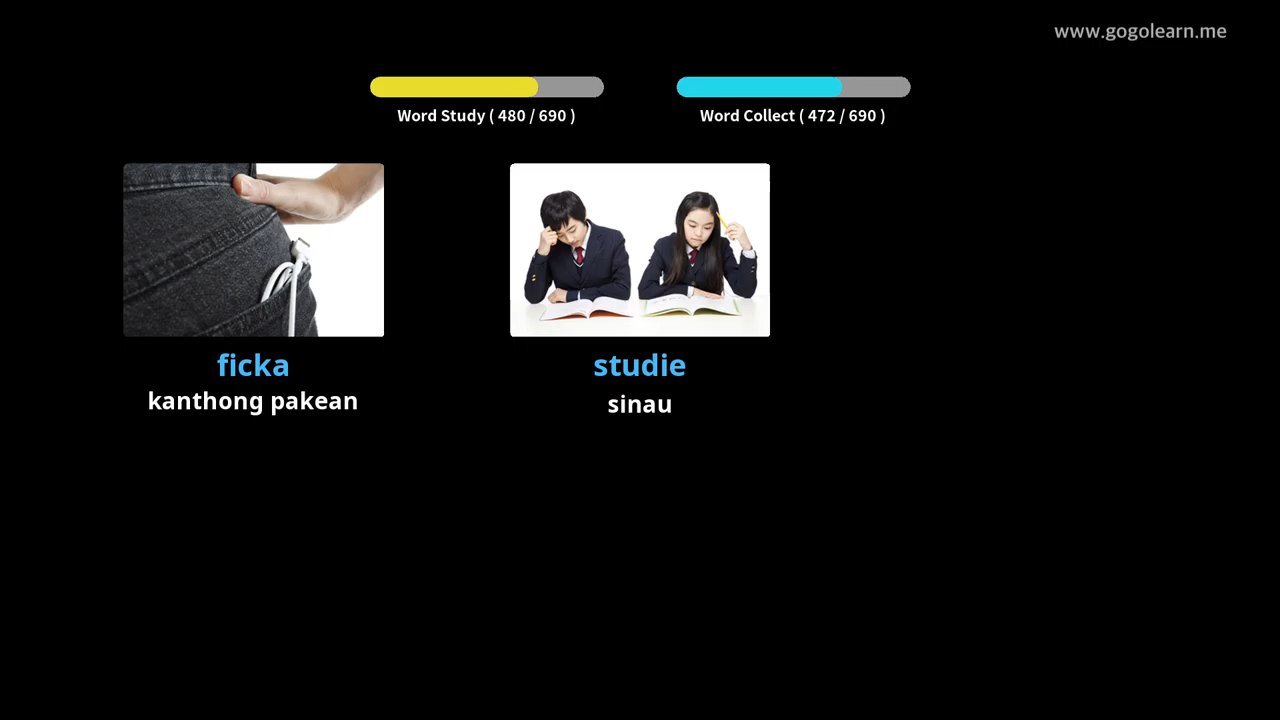 www.gogolearn.me
Word Study ( 480 / 690 )
Word Collect ( 472 / 690 )
ficka
kanthong pakean
studie
sinau